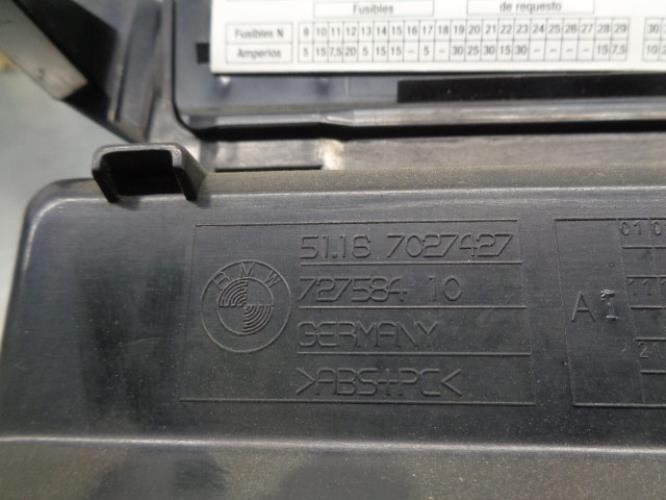 Fusibles de requesto
Fusibles N 9 10 11 12 13 14 15 16 17 18 19 20 21 22 23 24 25 26 27 28 29 30
Amperios 5 15 7,5 20 5 15 15 – 5 – 30 25 30 15 30 – – – – 15 7,5 10
BMW
51.16 7027427
727584 10
GERMANY
>ABS+PC<
A1